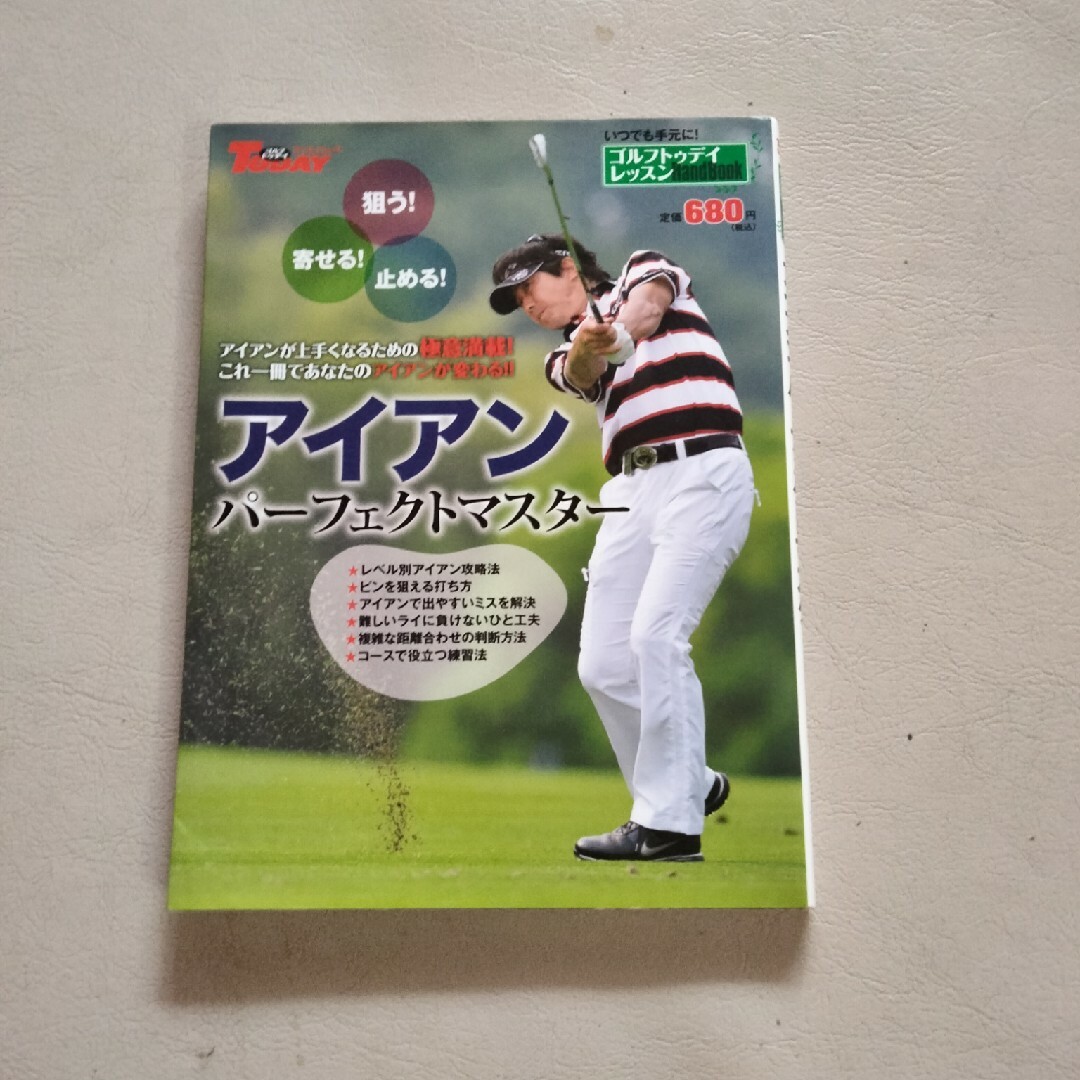 TODAY
いつでも手元に!
ゴルフトゥデイ
レッスンHandBook
定価680円
(税込)
狙う!
寄せる!
止める!
アイアンが上手くなるための極意満載!
これ一冊であなたのアイアンが変わる!!
アイアン
パーフェクトマスター
★レベル別アイアン攻略法
★ピンを狙える打ち方
★アイアンで出やすいミスを解決
★難しいライに負けないひと工夫
★複雑な距離合わせの判断方法
★コースで役立つ練習法